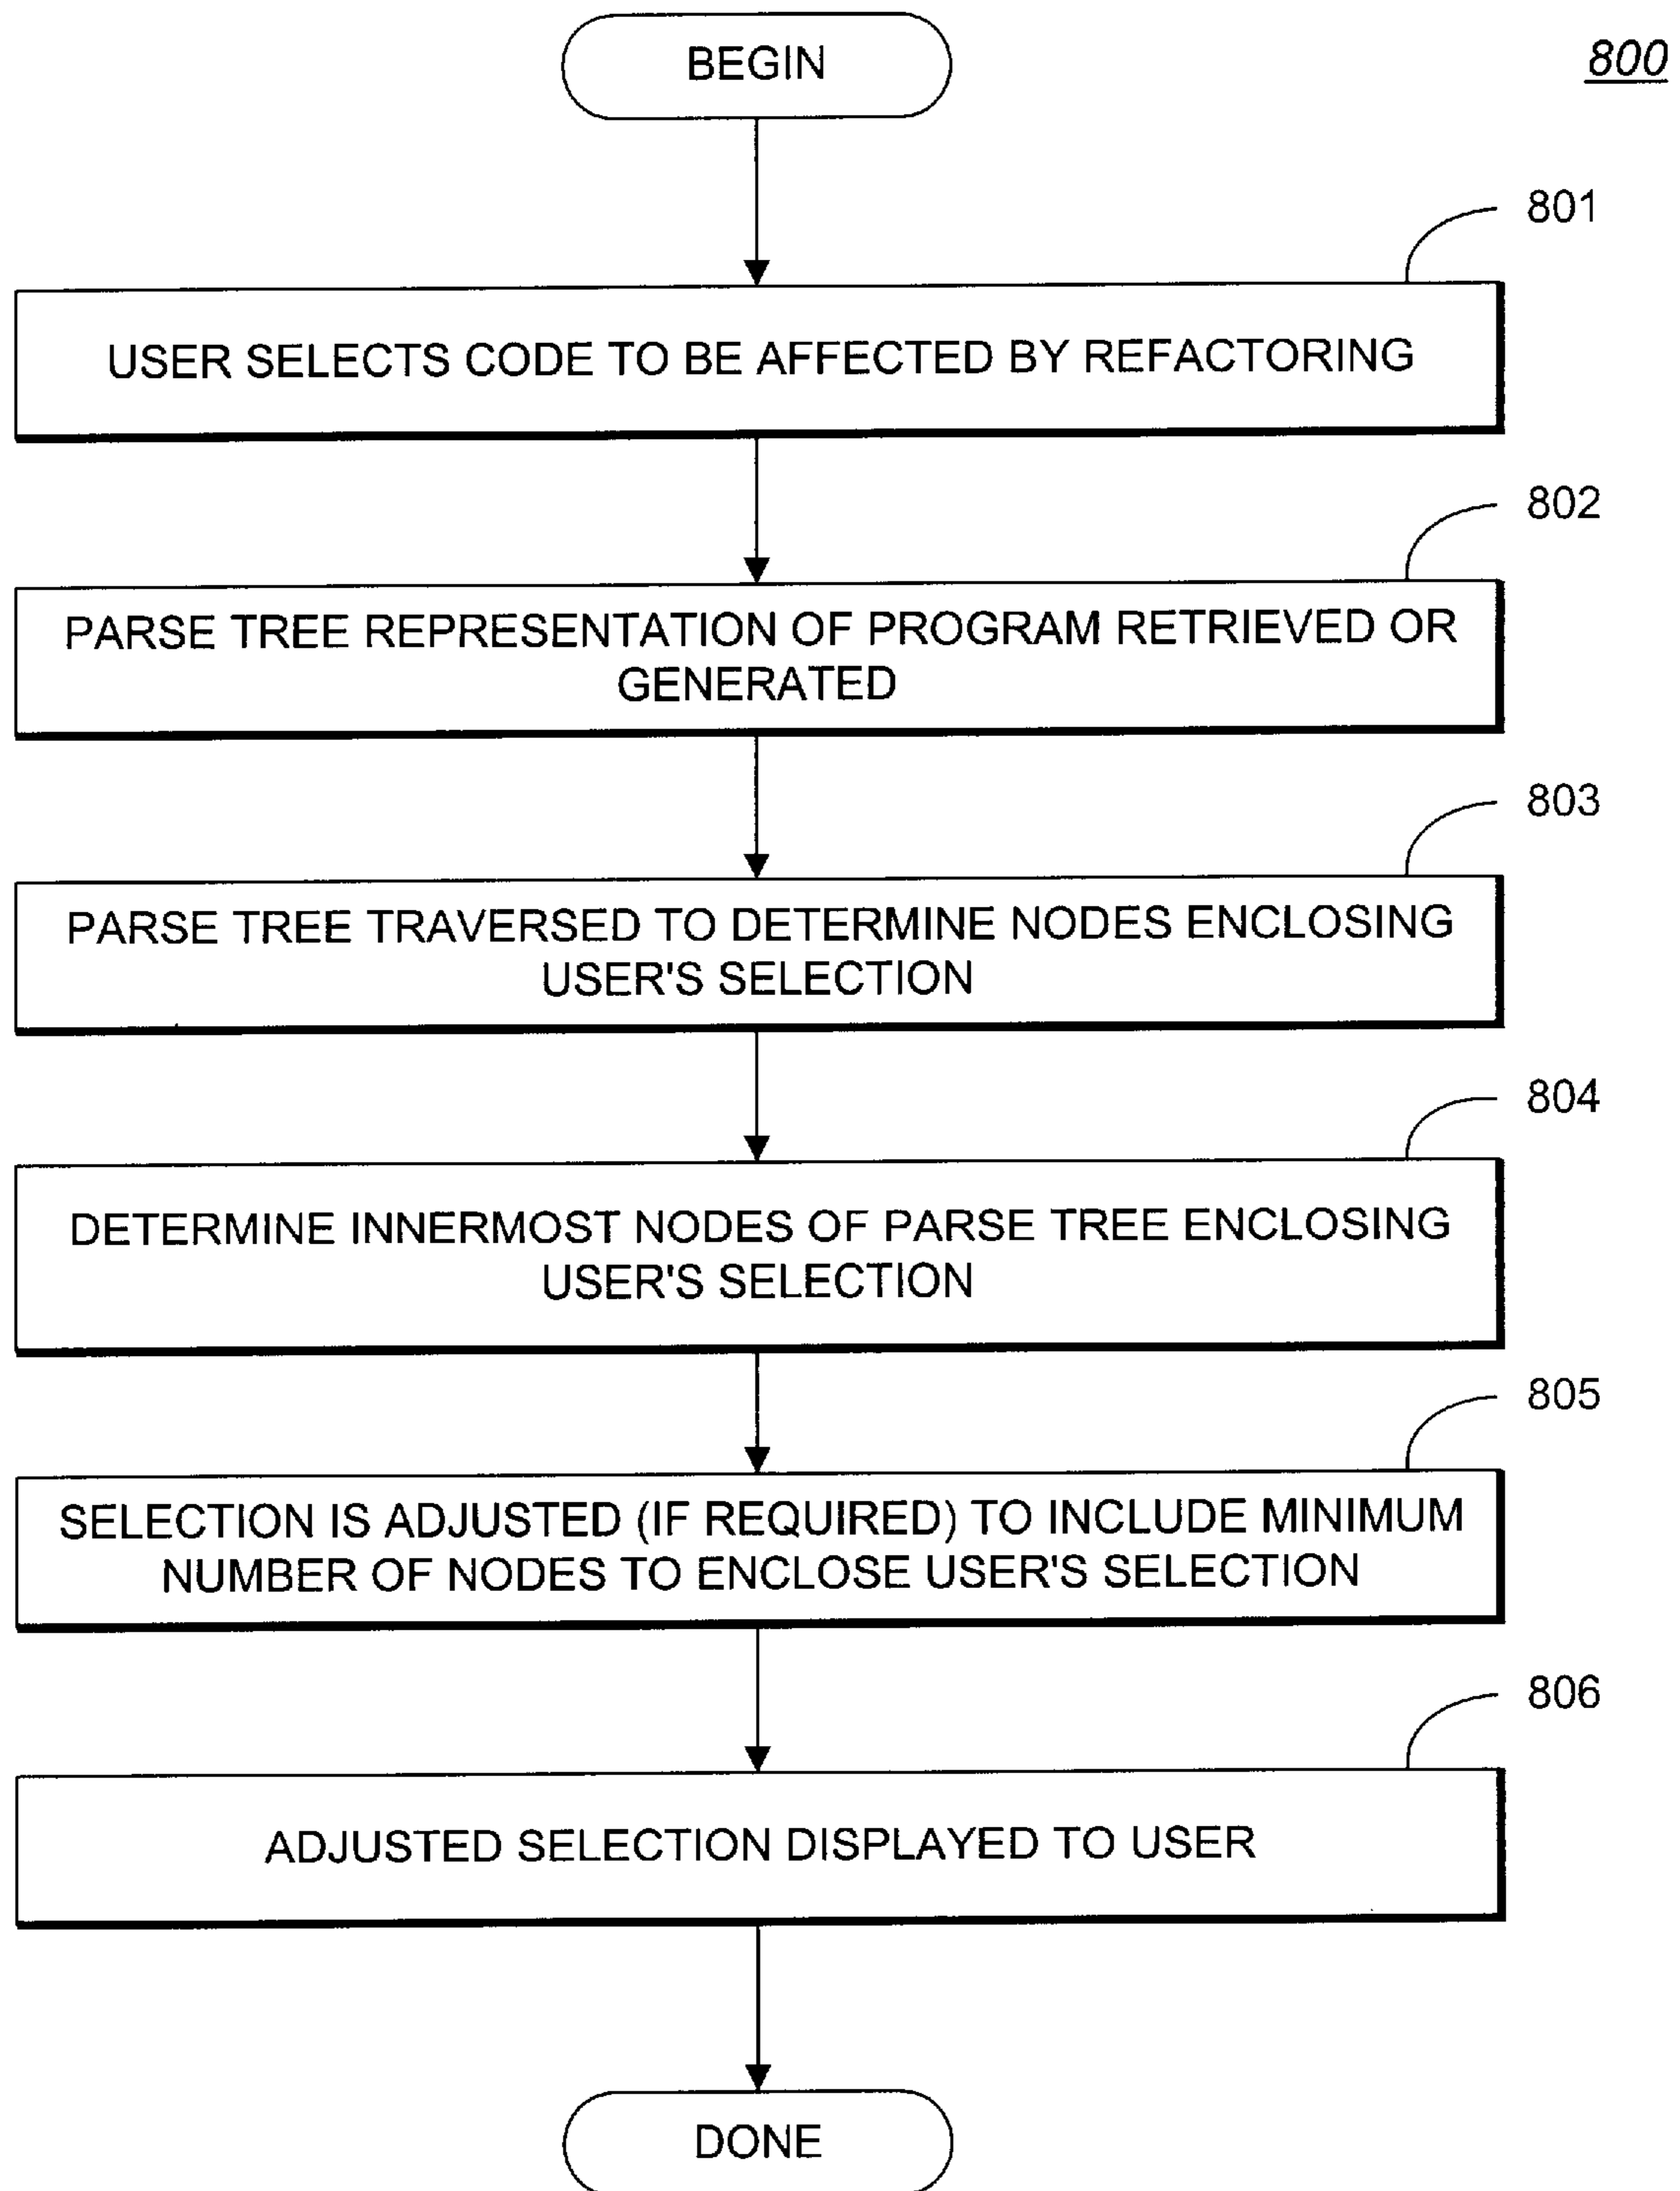 BEGIN
800
801
USER SELECTS CODE TO BE AFFECTED BY REFACTORING
802
PARSE TREE REPRESENTATION OF PROGRAM RETRIEVED OR
GENERATED
803
PARSE TREE TRAVERSED TO DETERMINE NODES ENCLOSING
USER'S SELECTION
804
DETERMINE INNERMOST NODES OF PARSE TREE ENCLOSING
USER'S SELECTION
805
SELECTION IS ADJUSTED (IF REQUIRED) TO INCLUDE MINIMUM
NUMBER OF NODES TO ENCLOSE USER'S SELECTION
806
ADJUSTED SELECTION DISPLAYED TO USER
DONE